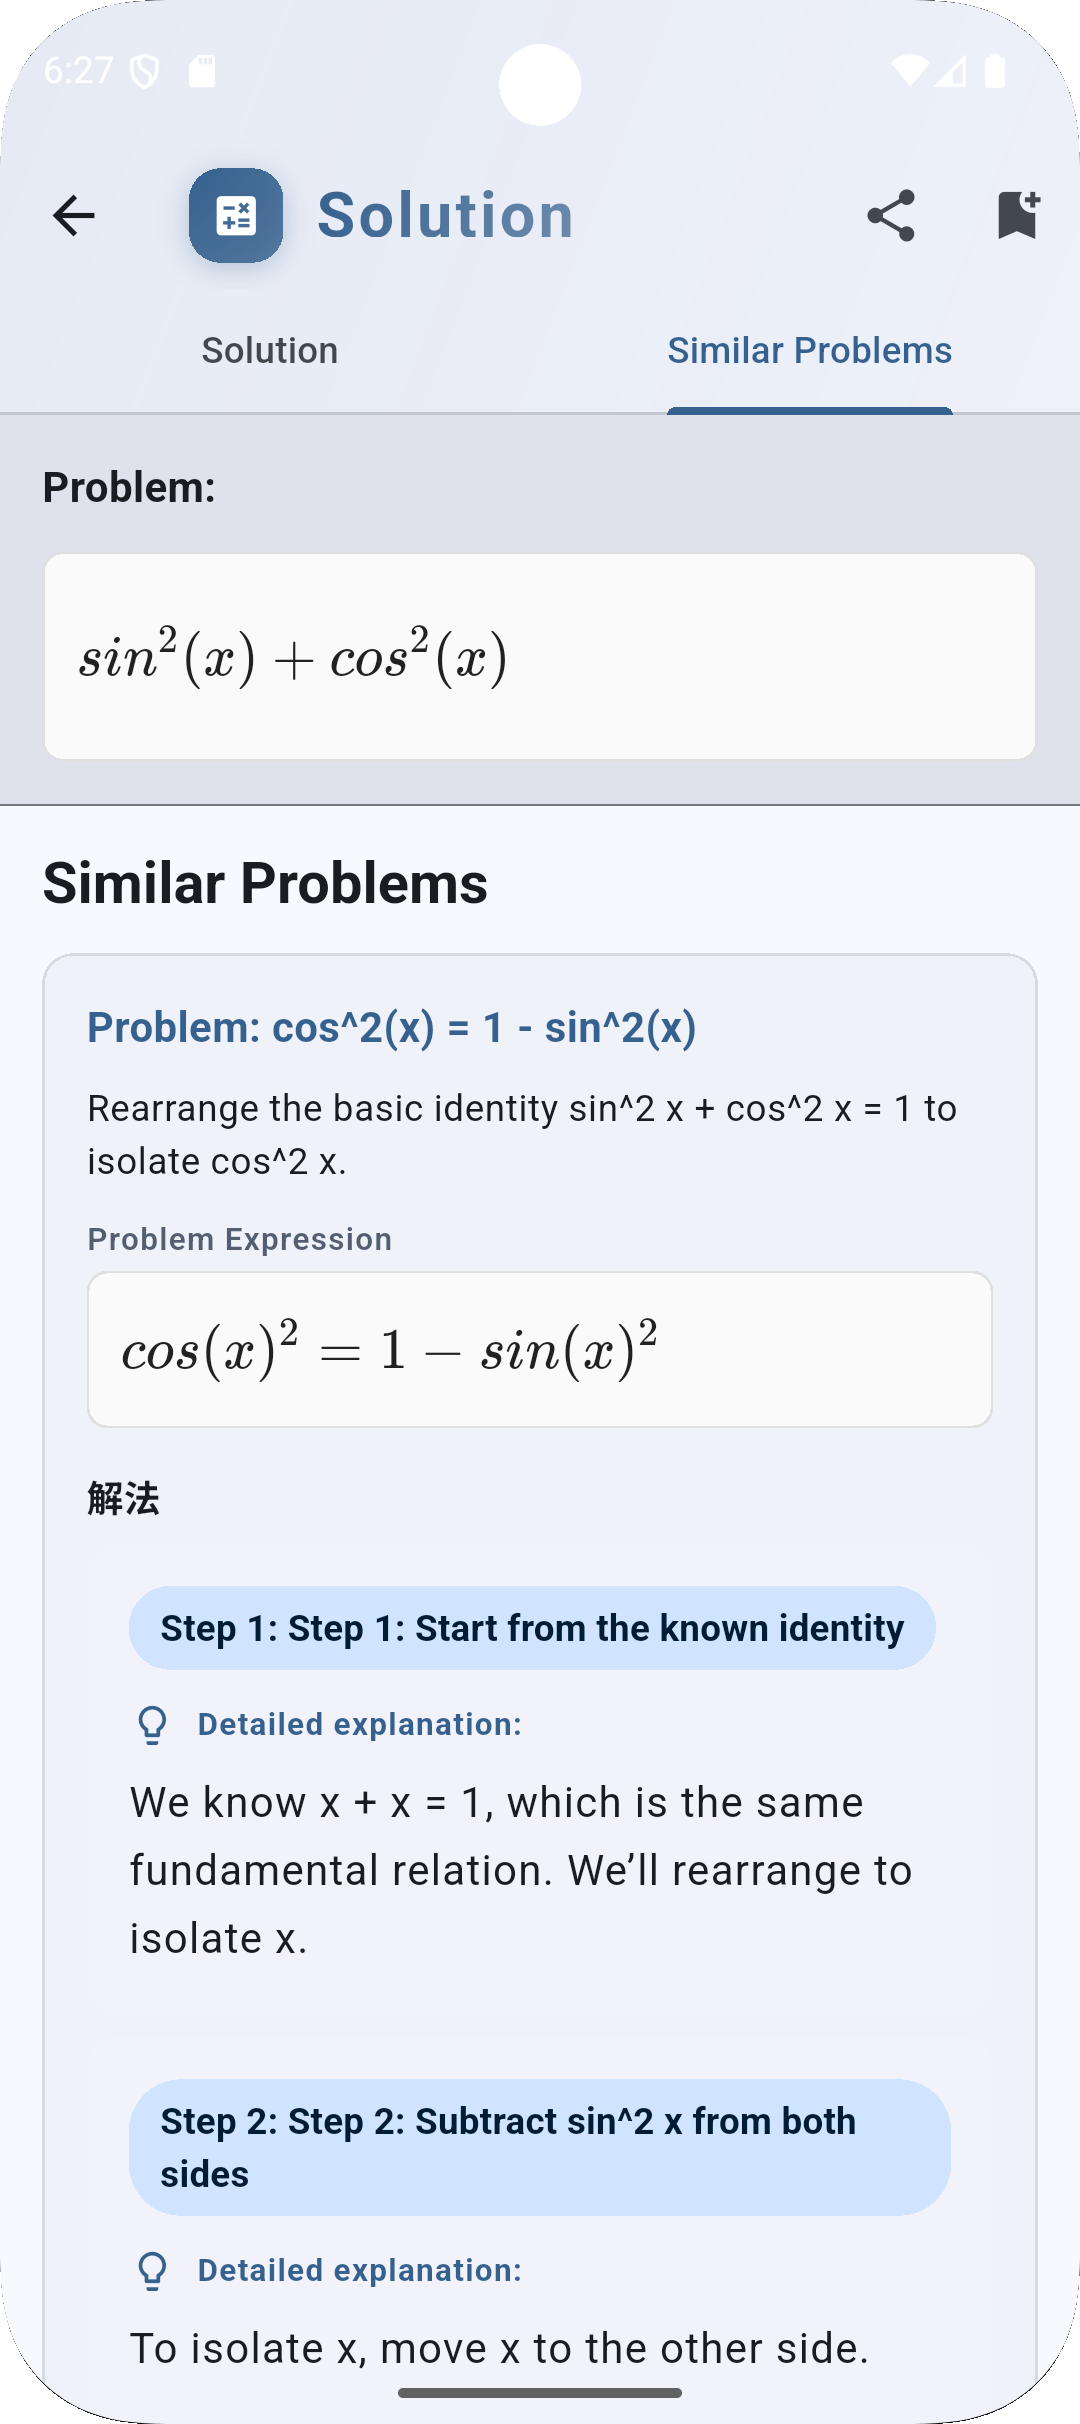 6:27
Solution
Solution
Similar Problems
Problem:
sin²(x) + cos²(x)
Similar Problems
Problem: cos^2(x) = 1 - sin^2(x)
Rearrange the basic identity sin^2 x + cos^2 x = 1 to
isolate cos^2 x.
Problem Expression
cos(x)² = 1 − sin(x)²
解法
Step 1: Step 1: Start from the known identity
Detailed explanation:
We know x + x = 1, which is the same
fundamental relation. We’ll rearrange to
isolate x.
Step 2: Step 2: Subtract sin^2 x from both
sides
Detailed explanation:
To isolate x, move x to the other side.